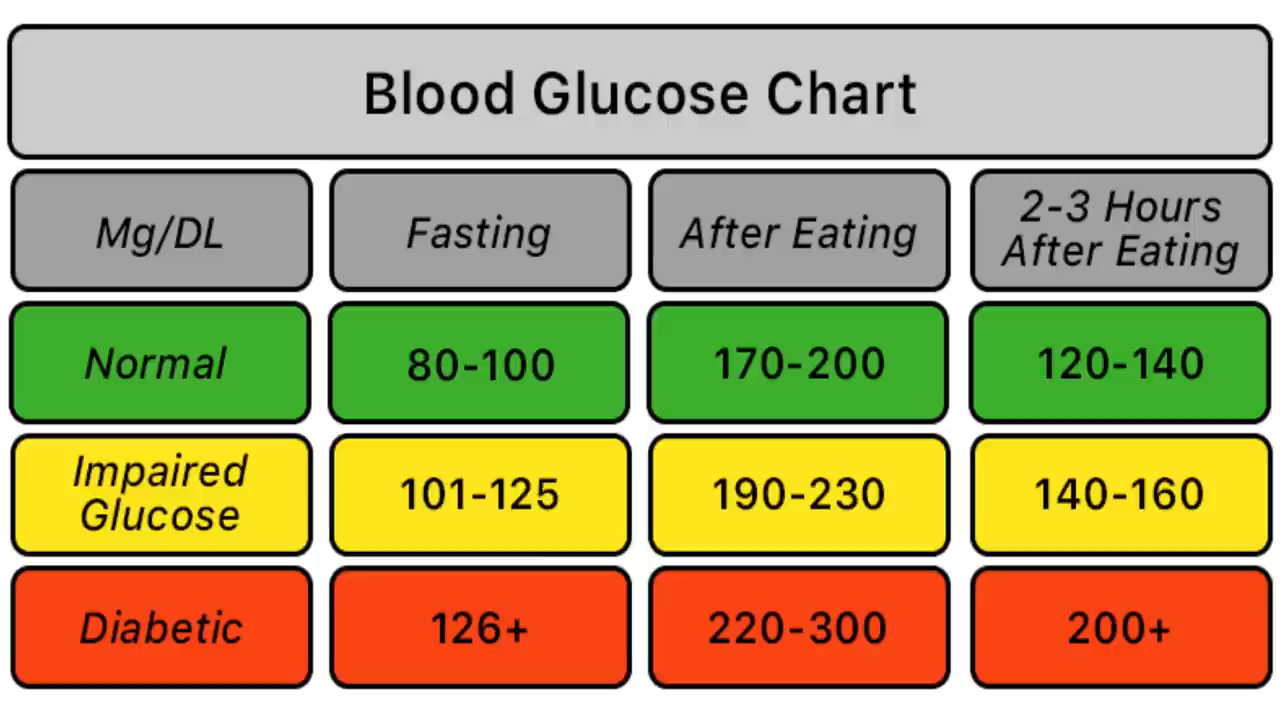 Blood Glucose Chart
Mg/DL Fasting After Eating 2-3 Hours After Eating
Normal 80-100 170-200 120-140
Impaired Glucose 101-125 190-230 140-160
Diabetic 126+ 220-300 200+